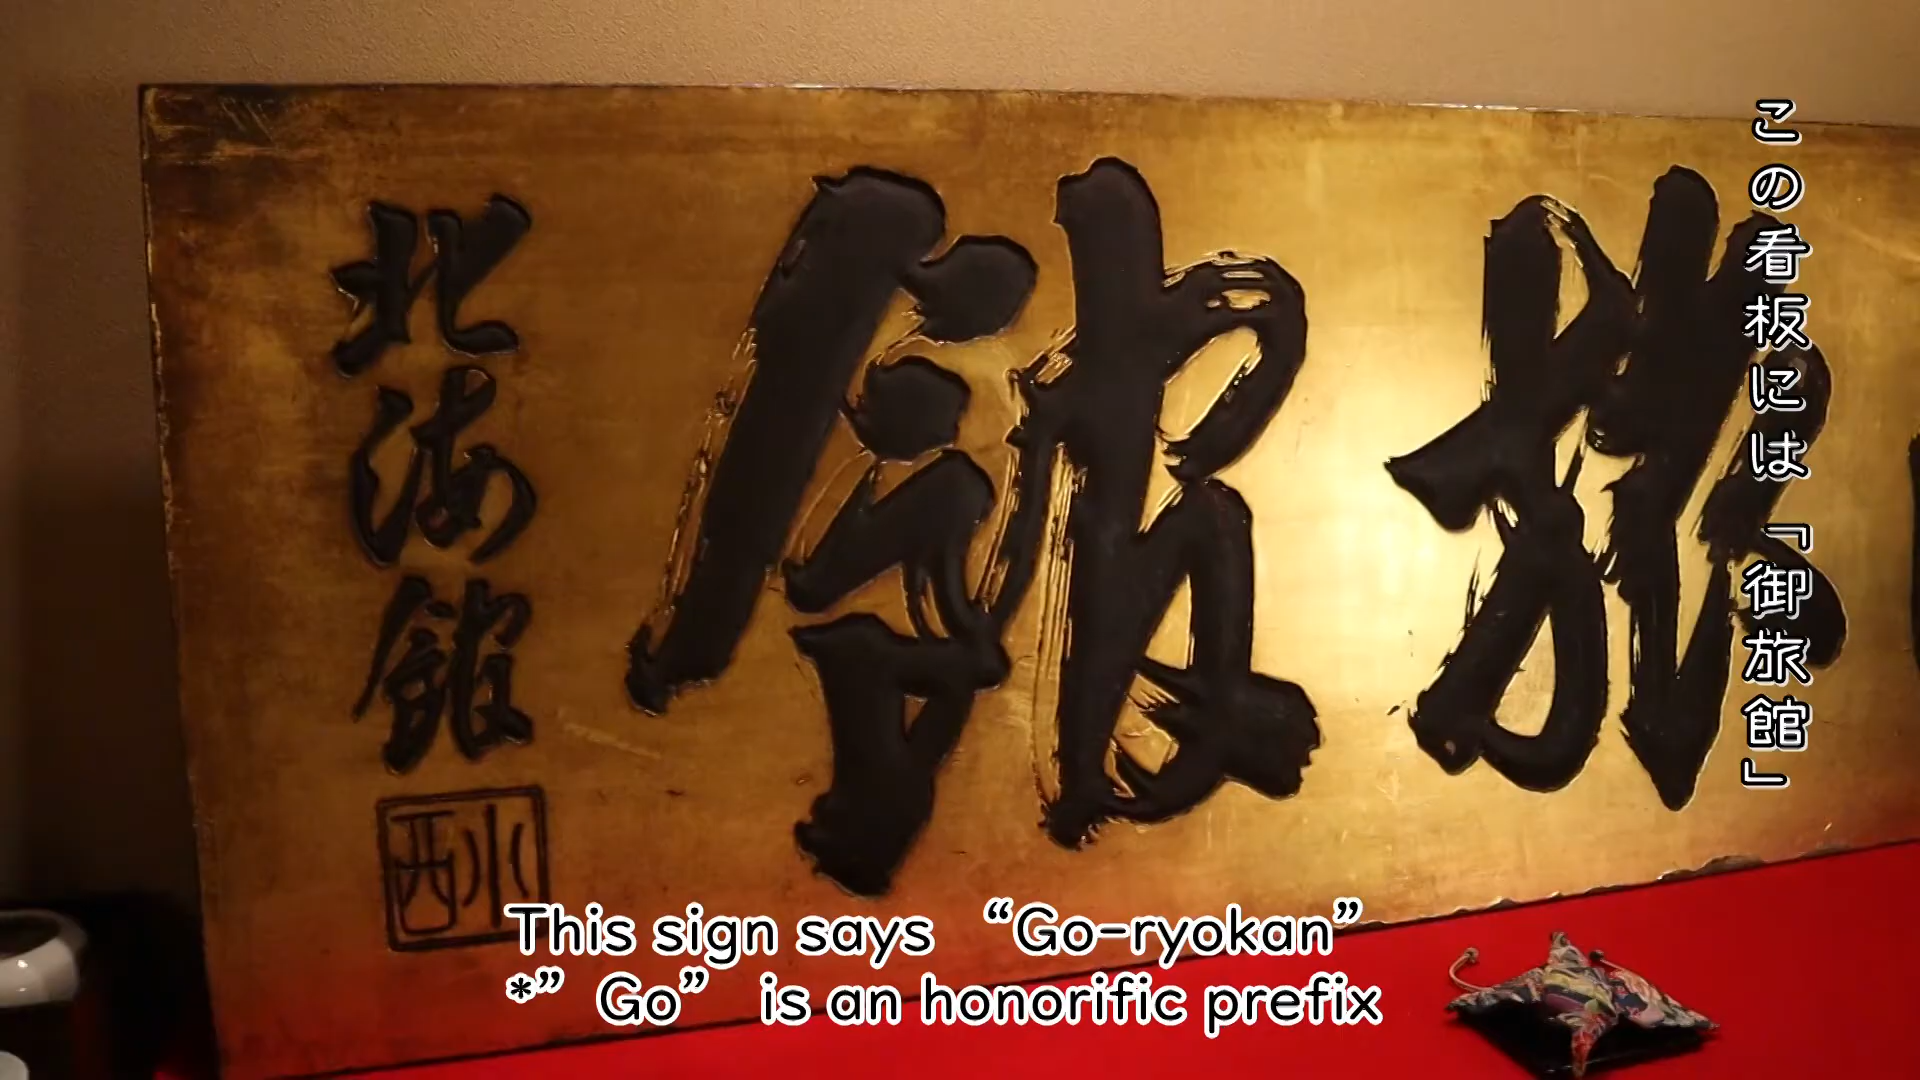 旅館
北海館
この看板には「御旅館」
This sign says “Go-ryokan”
*”Go” is an honorific prefix